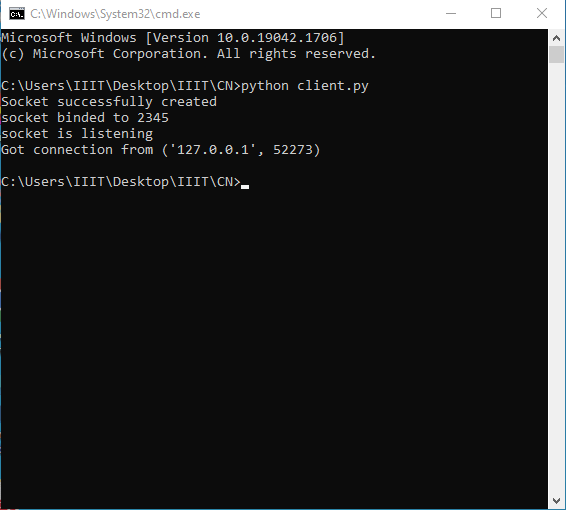 C:\Windows\System32\cmd.exe
Microsoft Windows [Version 10.0.19042.1706]
(c) Microsoft Corporation. All rights reserved.
C:\Users\IIIT\Desktop\IIIT\CN>python client.py
Socket successfully created
socket binded to 2345
socket is listening
Got connection from ('127.0.0.1', 52273)
C:\Users\IIIT\Desktop\IIIT\CN>